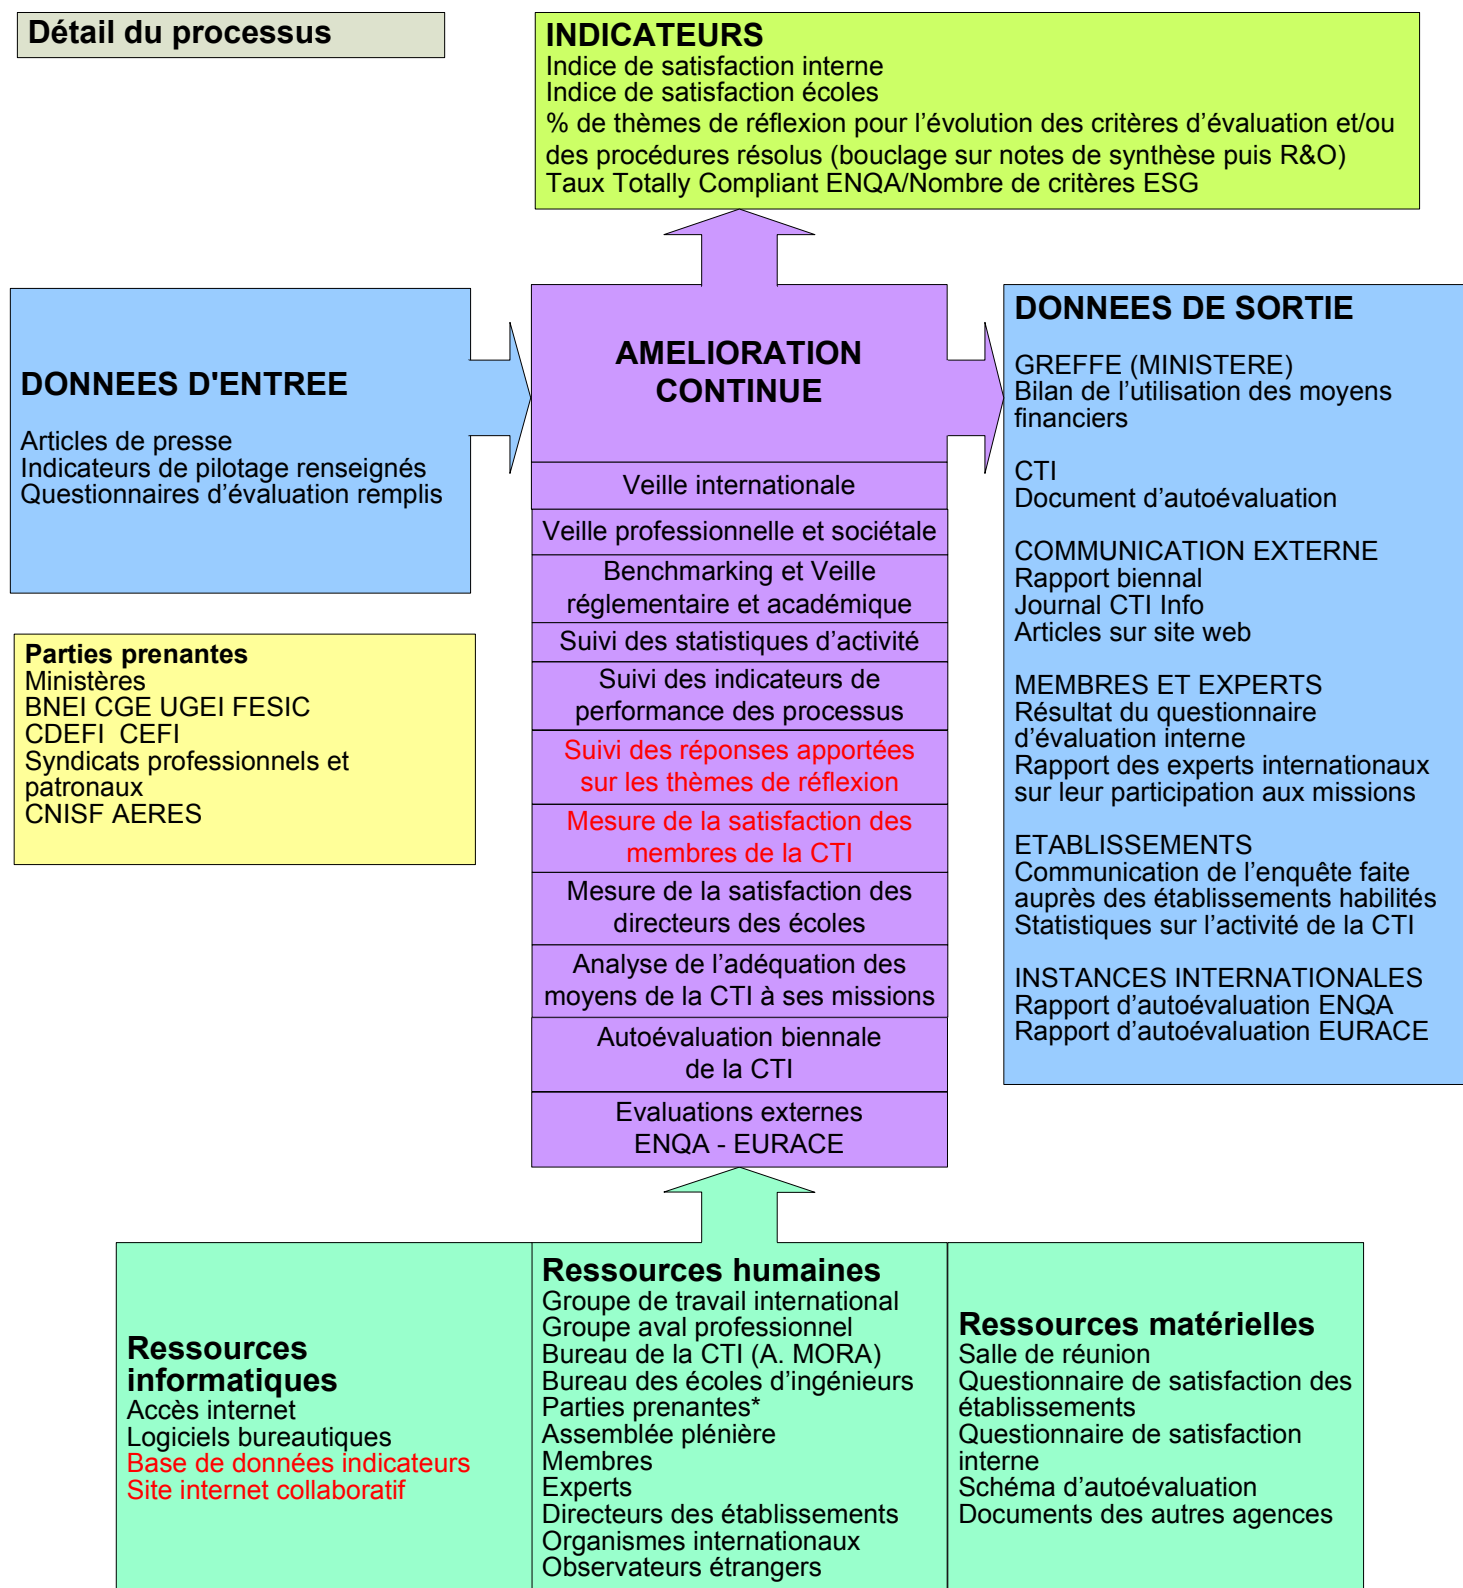 Détail du processus
INDICATEURS
Indice de satisfaction interne
Indice de satisfaction écoles
% de thèmes de réflexion pour l’évolution des critères d’évaluation et/ou
des procédures résolus (bouclage sur notes de synthèse puis R&O)
Taux Totally Compliant ENQA/Nombre de critères ESG
DONNEES D'ENTREE
Articles de presse
Indicateurs de pilotage renseignés
Questionnaires d’évaluation remplis
Parties prenantes
Ministères
BNEI CGE UGEI FESIC
CDEFI  CEFI
Syndicats professionnels et
patronaux
CNISF AERES
AMELIORATION
CONTINUE
Veille internationale
Veille professionnelle et sociétale
Benchmarking et Veille
réglementaire et académique
Suivi des statistiques d’activité
Suivi des indicateurs de
performance des processus
Suivi des réponses apportées
sur les thèmes de réflexion
Mesure de la satisfaction des
membres de la CTI
Mesure de la satisfaction des
directeurs des écoles
Analyse de l’adéquation des
moyens de la CTI à ses missions
Autoévaluation biennale
de la CTI
Evaluations externes
ENQA - EURACE
DONNEES DE SORTIE
GREFFE (MINISTERE)
Bilan de l’utilisation des moyens
financiers
CTI
Document d’autoévaluation
COMMUNICATION EXTERNE
Rapport biennal
Journal CTI Info
Articles sur site web
MEMBRES ET EXPERTS
Résultat du questionnaire
d’évaluation interne
Rapport des experts internationaux
sur leur participation aux missions
ETABLISSEMENTS
Communication de l’enquête faite
auprès des établissements habilités
Statistiques sur l’activité de la CTI
INSTANCES INTERNATIONALES
Rapport d’autoévaluation ENQA
Rapport d’autoévaluation EURACE
Ressources
informatiques
Accès internet
Logiciels bureautiques
Base de données indicateurs
Site internet collaboratif
Ressources humaines
Groupe de travail international
Groupe aval professionnel
Bureau de la CTI (A. MORA)
Bureau des écoles d’ingénieurs
Parties prenantes*
Assemblée plénière
Membres
Experts
Directeurs des établissements
Organismes internationaux
Observateurs étrangers
Ressources matérielles
Salle de réunion
Questionnaire de satisfaction des
établissements
Questionnaire de satisfaction
interne
Schéma d’autoévaluation
Documents des autres agences